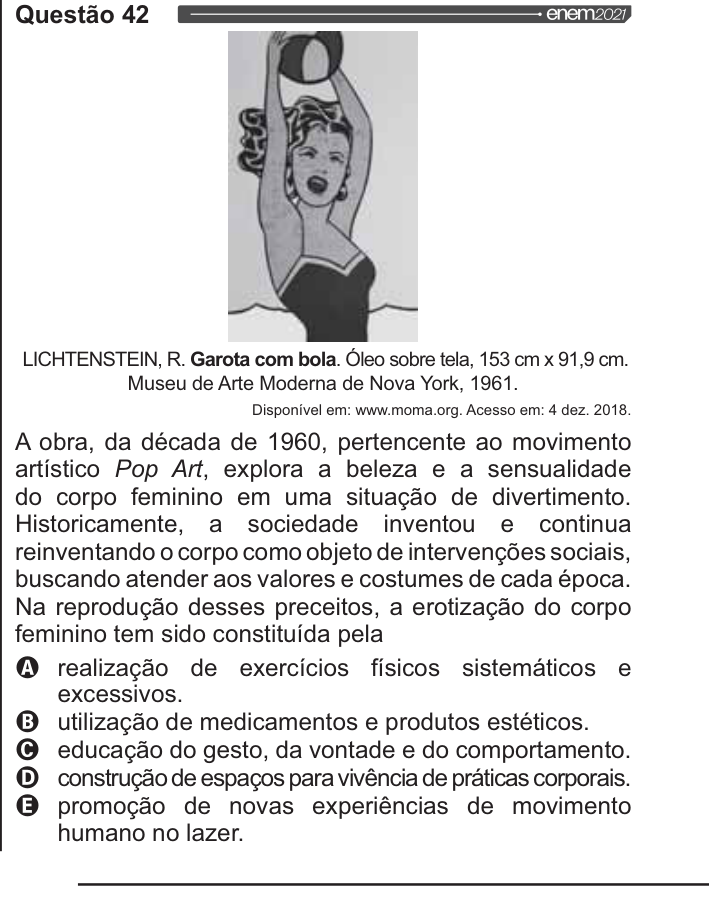 Questão 42
enem2021
LICHTENSTEIN, R. Garota com bola. Óleo sobre tela, 153 cm x 91,9 cm.
Museu de Arte Moderna de Nova York, 1961.
Disponível em: www.moma.org. Acesso em: 4 dez. 2018.
A obra, da década de 1960, pertencente ao movimento
artístico Pop Art, explora a beleza e a sensualidade
do corpo feminino em uma situação de divertimento.
Historicamente, a sociedade inventou e continua
reinventando o corpo como objeto de intervenções sociais,
buscando atender aos valores e costumes de cada época.
Na reprodução desses preceitos, a erotização do corpo
feminino tem sido constituída pela
A realização de exercícios físicos sistemáticos e
excessivos.
B utilização de medicamentos e produtos estéticos.
C educação do gesto, da vontade e do comportamento.
D construção de espaços para vivência de práticas corporais.
E promoção de novas experiências de movimento
humano no lazer.